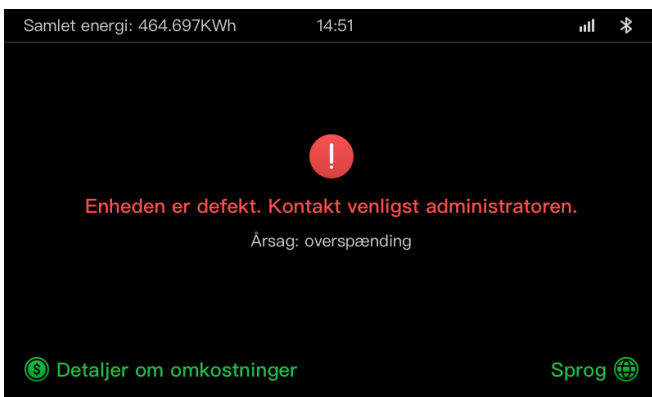 Samlet energi: 464.697KWh 14:51
Enheden er defekt. Kontakt venligst administratoren.
Årsag: overspænding
Detaljer om omkostninger Sprog